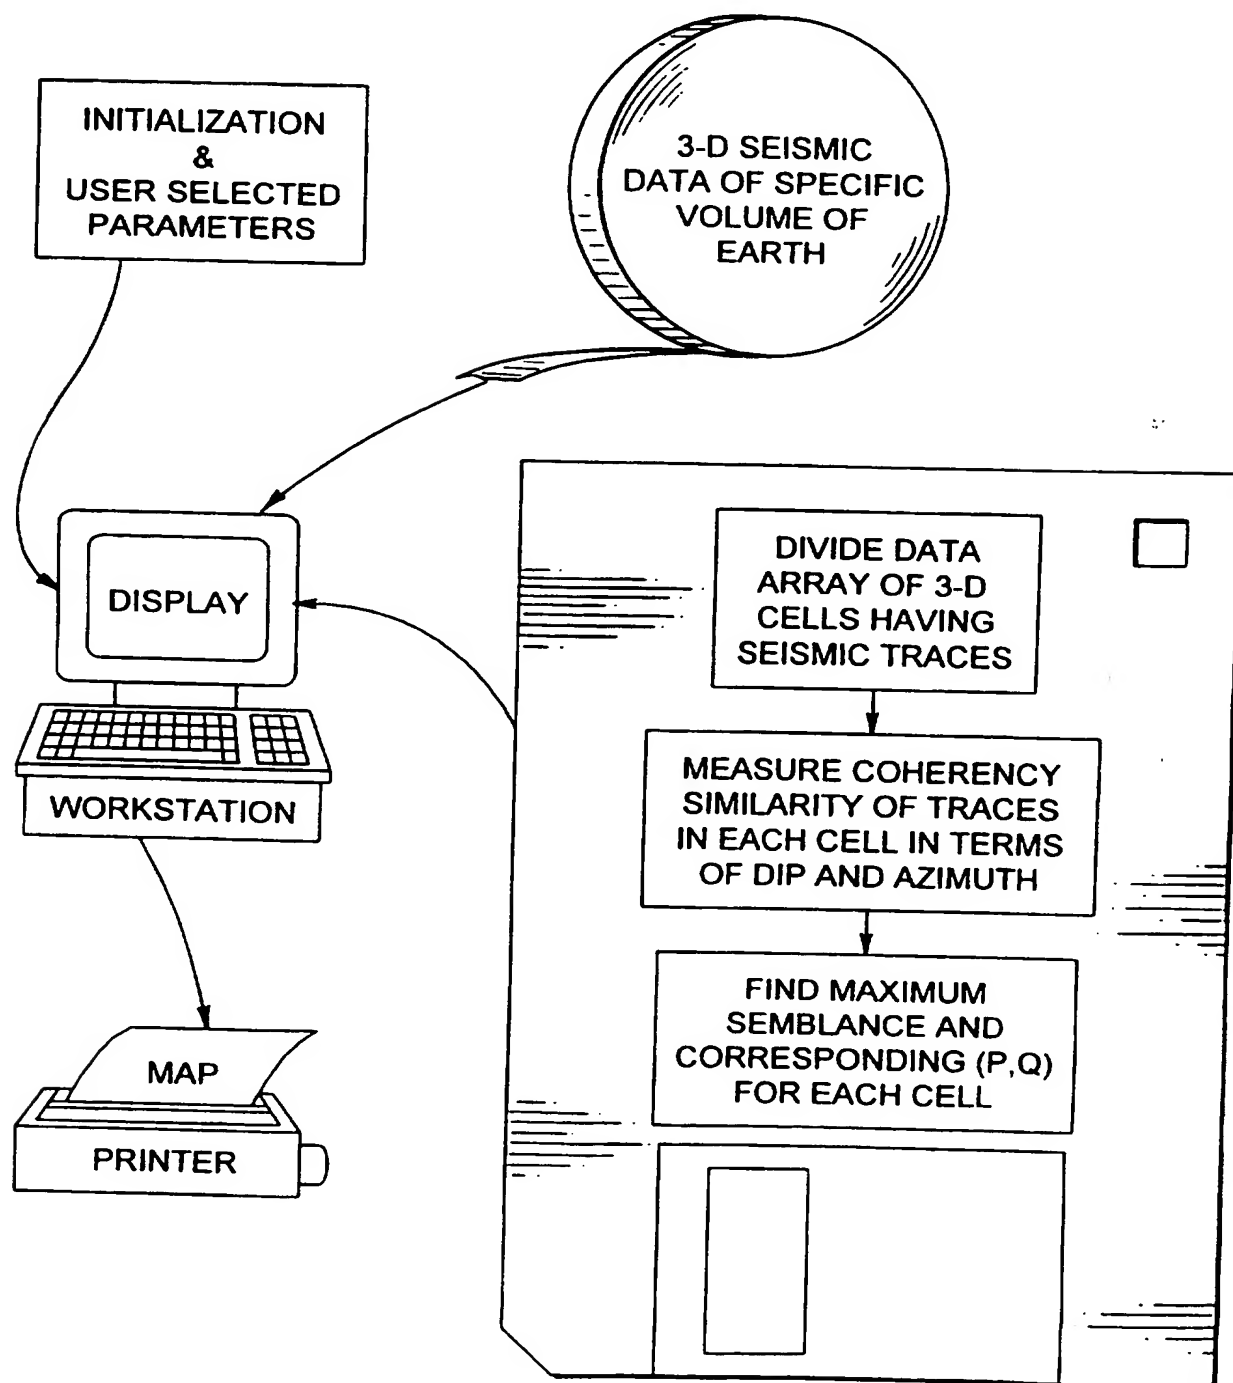 INITIALIZATION
&
USER SELECTED
PARAMETERS
3-D SEISMIC
DATA OF SPECIFIC
VOLUME OF
EARTH
DISPLAY
WORKSTATION
MAP
PRINTER
DIVIDE DATA
ARRAY OF 3-D
CELLS HAVING
SEISMIC TRACES
MEASURE COHERENCY
SIMILARITY OF TRACES
IN EACH CELL IN TERMS
OF DIP AND AZIMUTH
FIND MAXIMUM
SEMBLANCE AND
CORRESPONDING (P,Q)
FOR EACH CELL